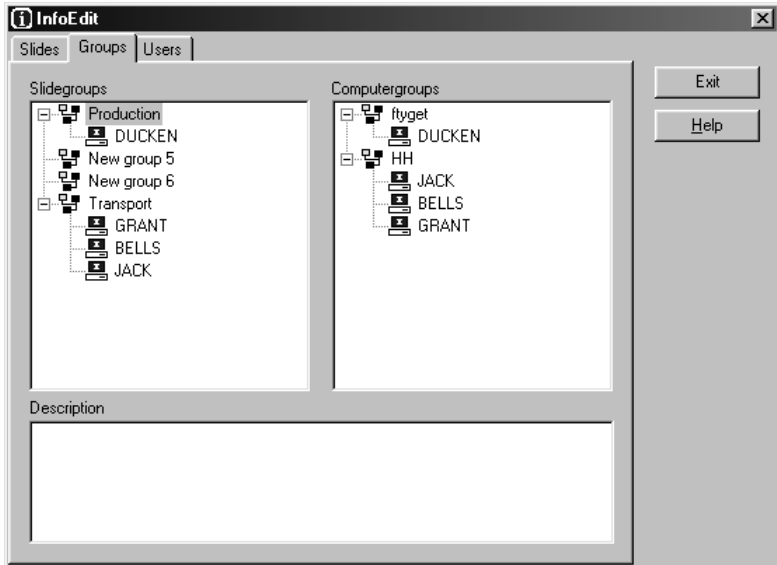 InfoEdit
Slides Groups Users
Exit
Help
Slidegroups
Production
DUCKEN
New group 5
New group 6
Transport
GRANT
BELLS
JACK
Computergroups
ftyget
DUCKEN
HH
JACK
BELLS
GRANT
Description